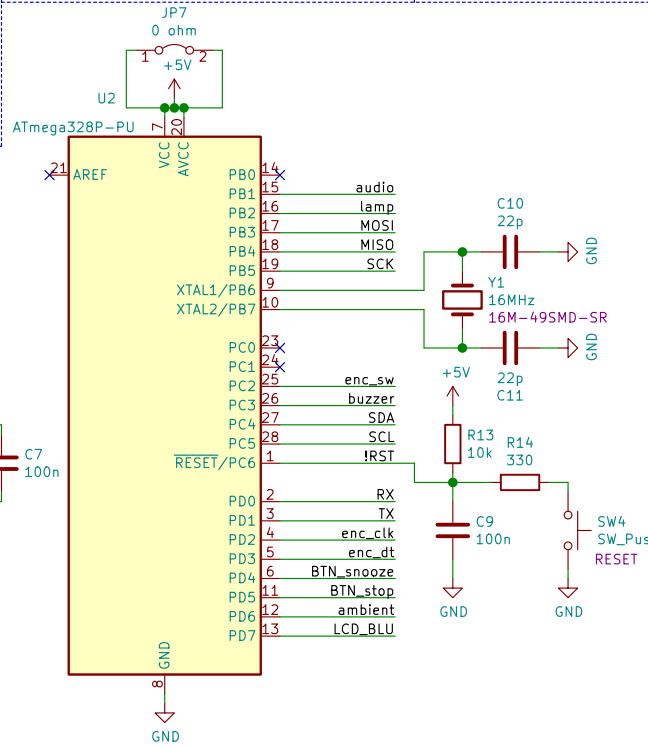 JP7
0 ohm
1 2
+5V
U2
ATmega328P-PU
7 20
VCC AVCC
21 AREF
PB0 14
PB1 15 audio
PB2 16 lamp
PB3 17 MOSI
PB4 18 MISO
PB5 19 SCK
XTAL1/PB6 9
XTAL2/PB7 10
PC0 23
PC1 24
PC2 25 enc_sw
PC3 26 buzzer
PC4 27 SDA
PC5 28 SCL
RESET/PC6 1 !RST
PD0 2 RX
PD1 3 TX
PD2 4 enc_clk
PD3 5 enc_dt
PD4 6 BTN_snooze
PD5 11 BTN_stop
PD6 12 ambient
PD7 13 LCD_BLU
GND
8
GND
C7
100n
C10
22p
GND
Y1
16MHz
16M-49SMD-SR
GND
22p
C11
+5V
R13
10k
R14
330
C9
100n
GND
SW4
SW_Pus
RESET
GND